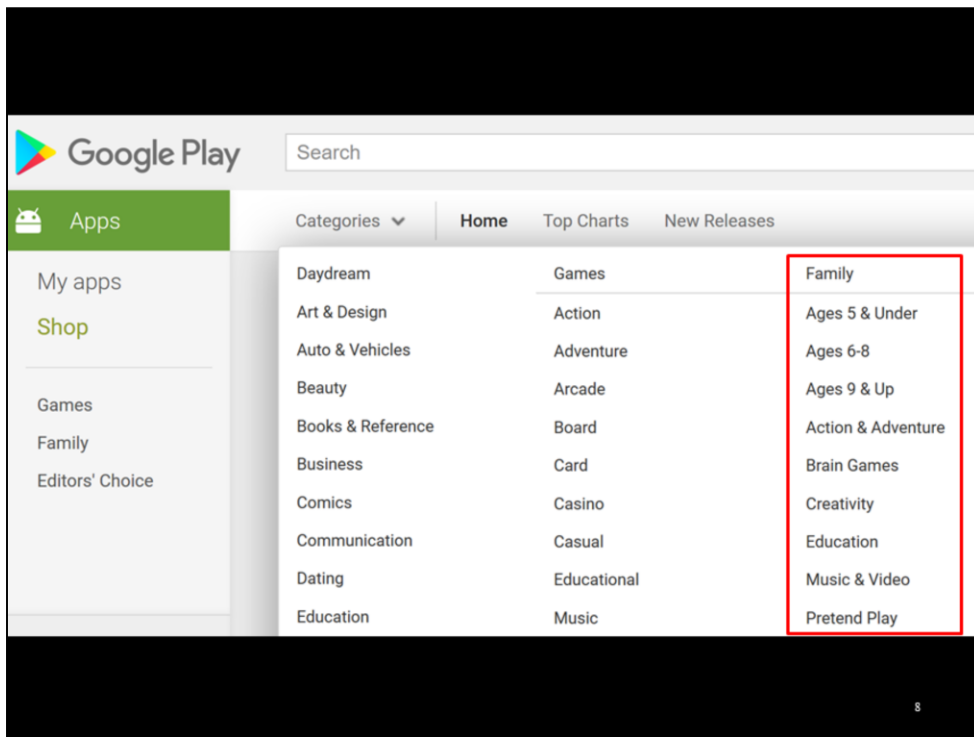 Google Play
Search
Apps
Categories
Home
Top Charts
New Releases
My apps
Shop
Games
Family
Editors' Choice
Daydream
Art & Design
Auto & Vehicles
Beauty
Books & Reference
Business
Comics
Communication
Dating
Education
Games
Action
Adventure
Arcade
Board
Card
Casino
Casual
Educational
Music
Family
Ages 5 & Under
Ages 6-8
Ages 9 & Up
Action & Adventure
Brain Games
Creativity
Education
Music & Video
Pretend Play
8